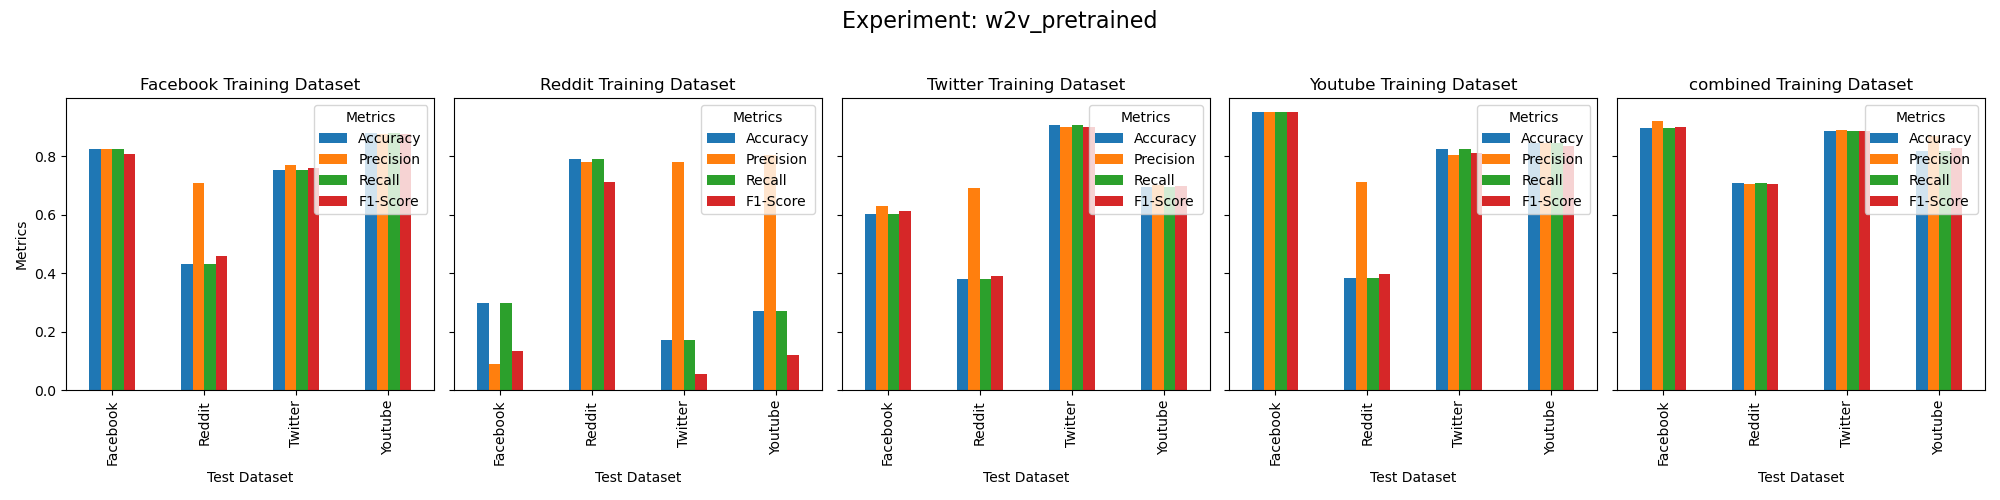 Experiment: w2v_pretrained
Facebook Training Dataset
Metrics
Accuracy
Precision
Recall
F1-Score
Metrics
0.8
0.6
0.4
0.2
0.0
Facebook
Reddit
Twitter
Youtube
Test Dataset
Reddit Training Dataset
Metrics
Accuracy
Precision
Recall
F1-Score
Facebook
Reddit
Twitter
Youtube
Test Dataset
Twitter Training Dataset
Metrics
Accuracy
Precision
Recall
F1-Score
Facebook
Reddit
Twitter
Youtube
Test Dataset
Youtube Training Dataset
Metrics
Accuracy
Precision
Recall
F1-Score
Facebook
Reddit
Twitter
Youtube
Test Dataset
combined Training Dataset
Metrics
Accuracy
Precision
Recall
F1-Score
Facebook
Reddit
Twitter
Youtube
Test Dataset